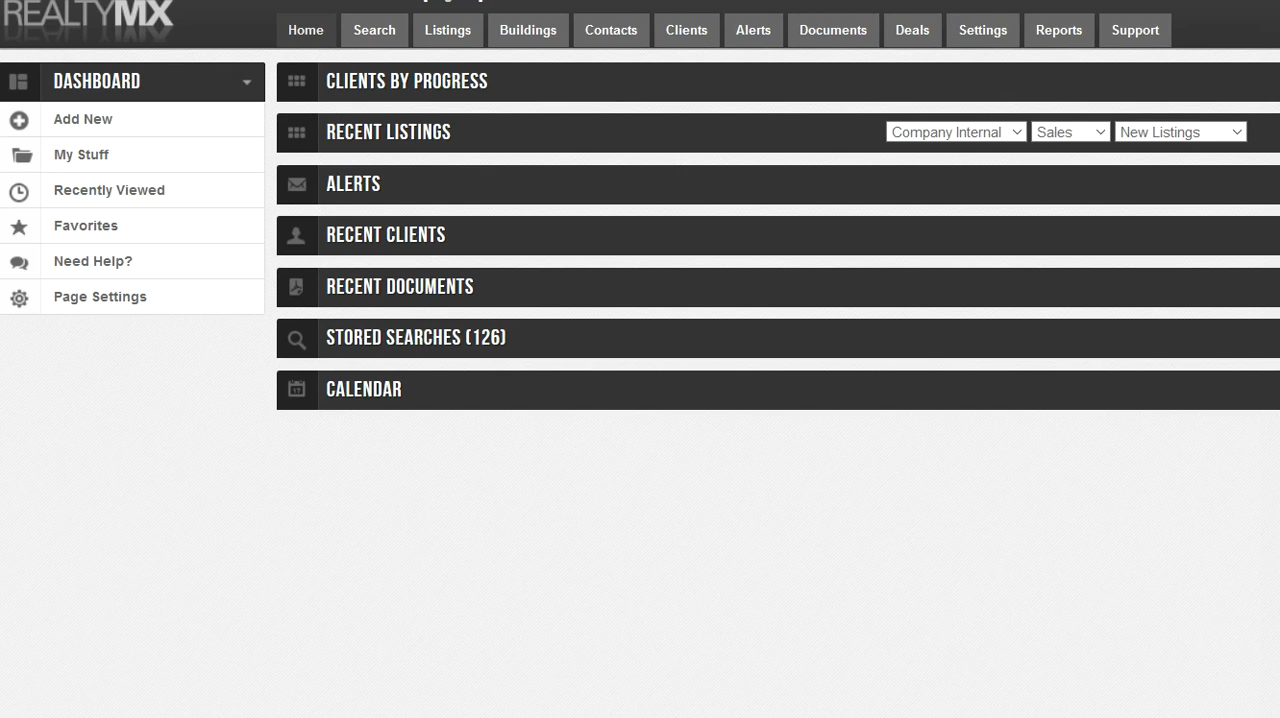 REALTYMX
Home Search Listings Buildings Contacts Clients Alerts Documents Deals Settings Reports Support
DASHBOARD
Add New
My Stuff
Recently Viewed
Favorites
Need Help?
Page Settings
CLIENTS BY PROGRESS
RECENT LISTINGS Company Internal Sales New Listings
ALERTS
RECENT CLIENTS
RECENT DOCUMENTS
STORED SEARCHES (126)
CALENDAR